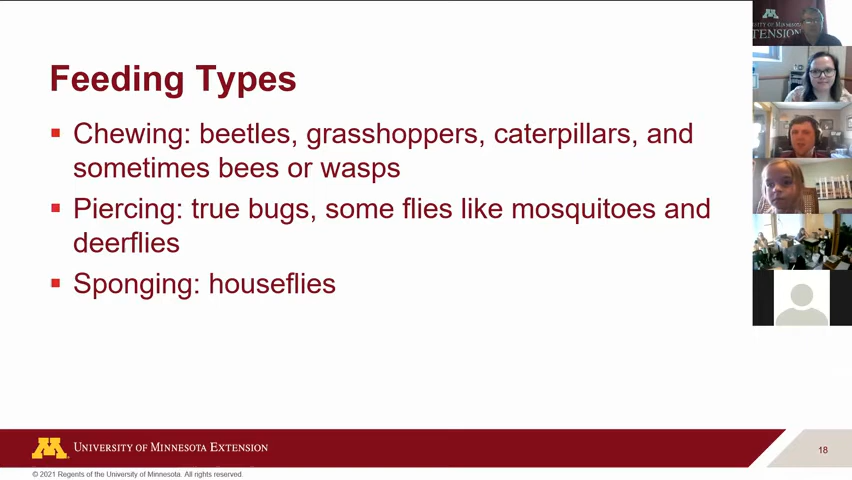 Feeding Types
▪ Chewing: beetles, grasshoppers, caterpillars, and
sometimes bees or wasps
▪ Piercing: true bugs, some flies like mosquitoes and
deerflies
▪ Sponging: houseflies
EXTENSION
M UNIVERSITY OF MINNESOTA EXTENSION
18
© 2021 Regents of the University of Minnesota. All rights reserved.